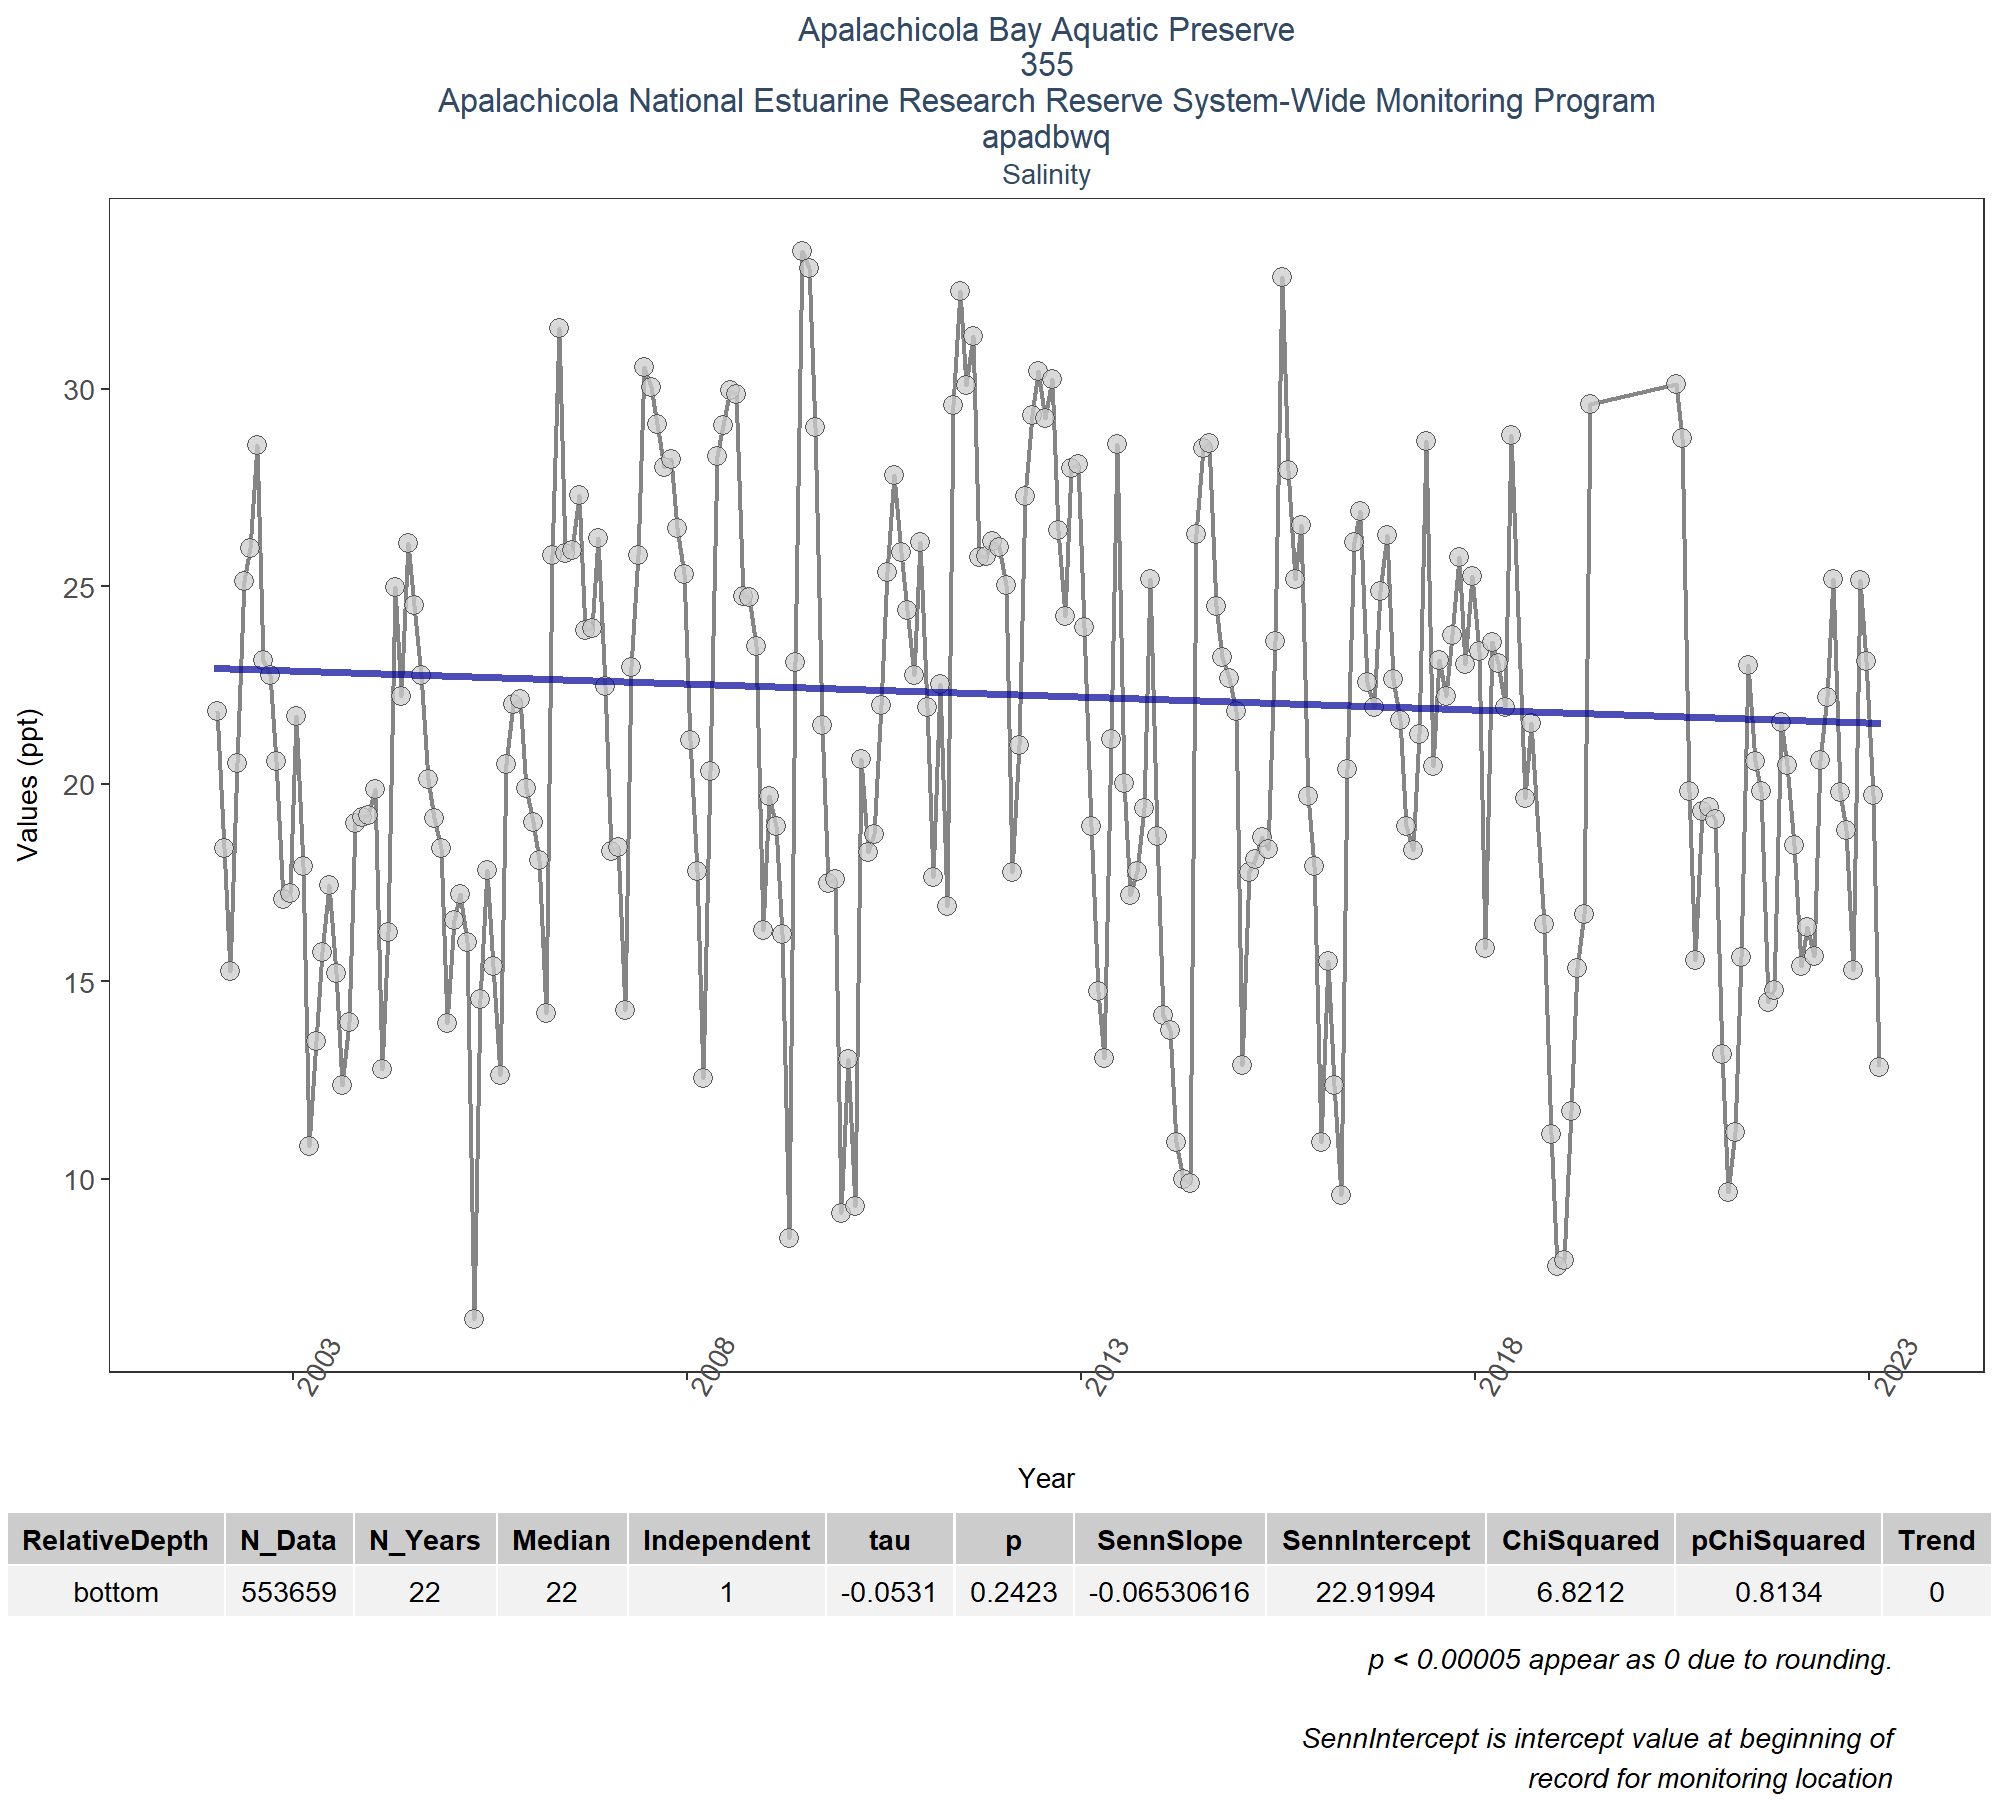 Apalachicola Bay Aquatic Preserve
355
Apalachicola National Estuarine Research Reserve System-Wide Monitoring Program
apadbwq
Salinity
Values (ppt)
30
25
20
15
10
2003 2008 2013 2018 2023
Year
RelativeDepth N_Data N_Years Median Independent tau p SennSlope SennIntercept ChiSquared pChiSquared Trend
bottom 553659 22 22 1 -0.0531 0.2423 -0.06530616 22.91994 6.8212 0.8134 0
p < 0.00005 appear as 0 due to rounding.
SennIntercept is intercept value at beginning of
record for monitoring location